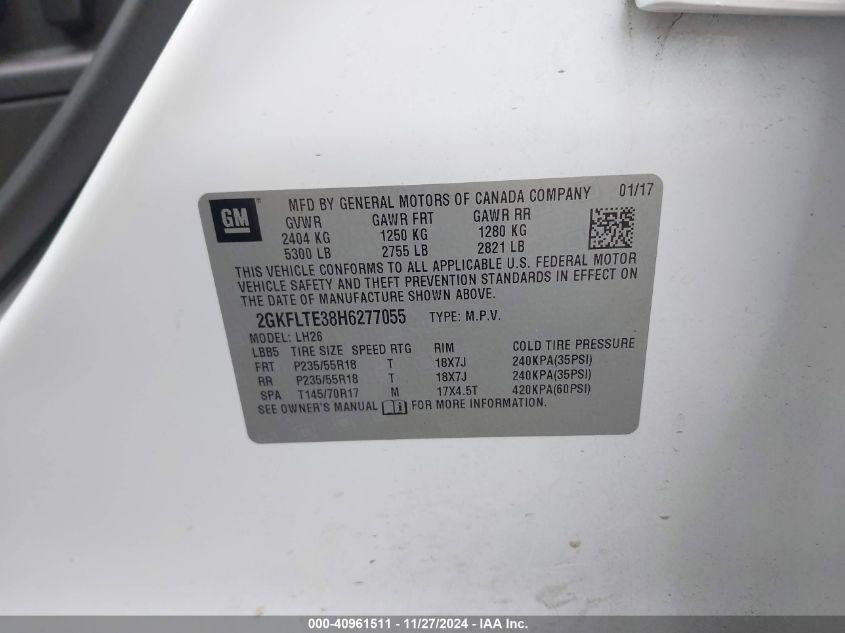 GM
MFD BY GENERAL MOTORS OF CANADA COMPANY 01/17
GVWR GAWR FRT GAWR RR
2404 KG 1250 KG 1280 KG
5300 LB 2755 LB 2821 LB
THIS VEHICLE CONFORMS TO ALL APPLICABLE U.S. FEDERAL MOTOR
VEHICLE SAFETY AND THEFT PREVENTION STANDARDS IN EFFECT ON
THE DATE OF MANUFACTURE SHOWN ABOVE.
2GKFLTE38H6277055 TYPE: M.P.V.
MODEL: LH26
LBB5 TIRE SIZE SPEED RTG RIM COLD TIRE PRESSURE
FRT P235/55R18 T 18X7J 240KPA(35PSI)
RR P235/55R18 T 18X7J 240KPA(35PSI)
SPA T145/70R17 M 17X4.5T 420KPA(60PSI)
SEE OWNER'S MANUAL i FOR MORE INFORMATION.
000-40961511 - 11/27/2024 - IAA Inc.